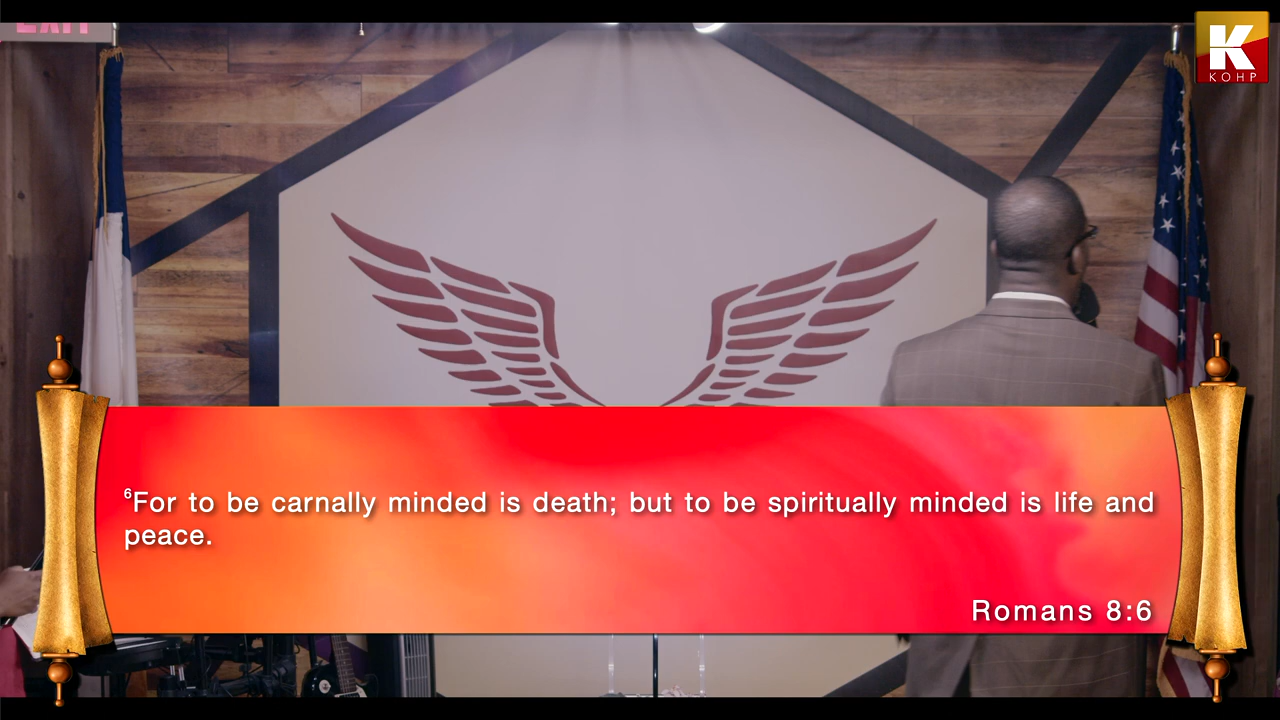 EXIT
K
KOHP
⁶For to be carnally minded is death; but to be spiritually minded is life and
peace.
Romans 8:6